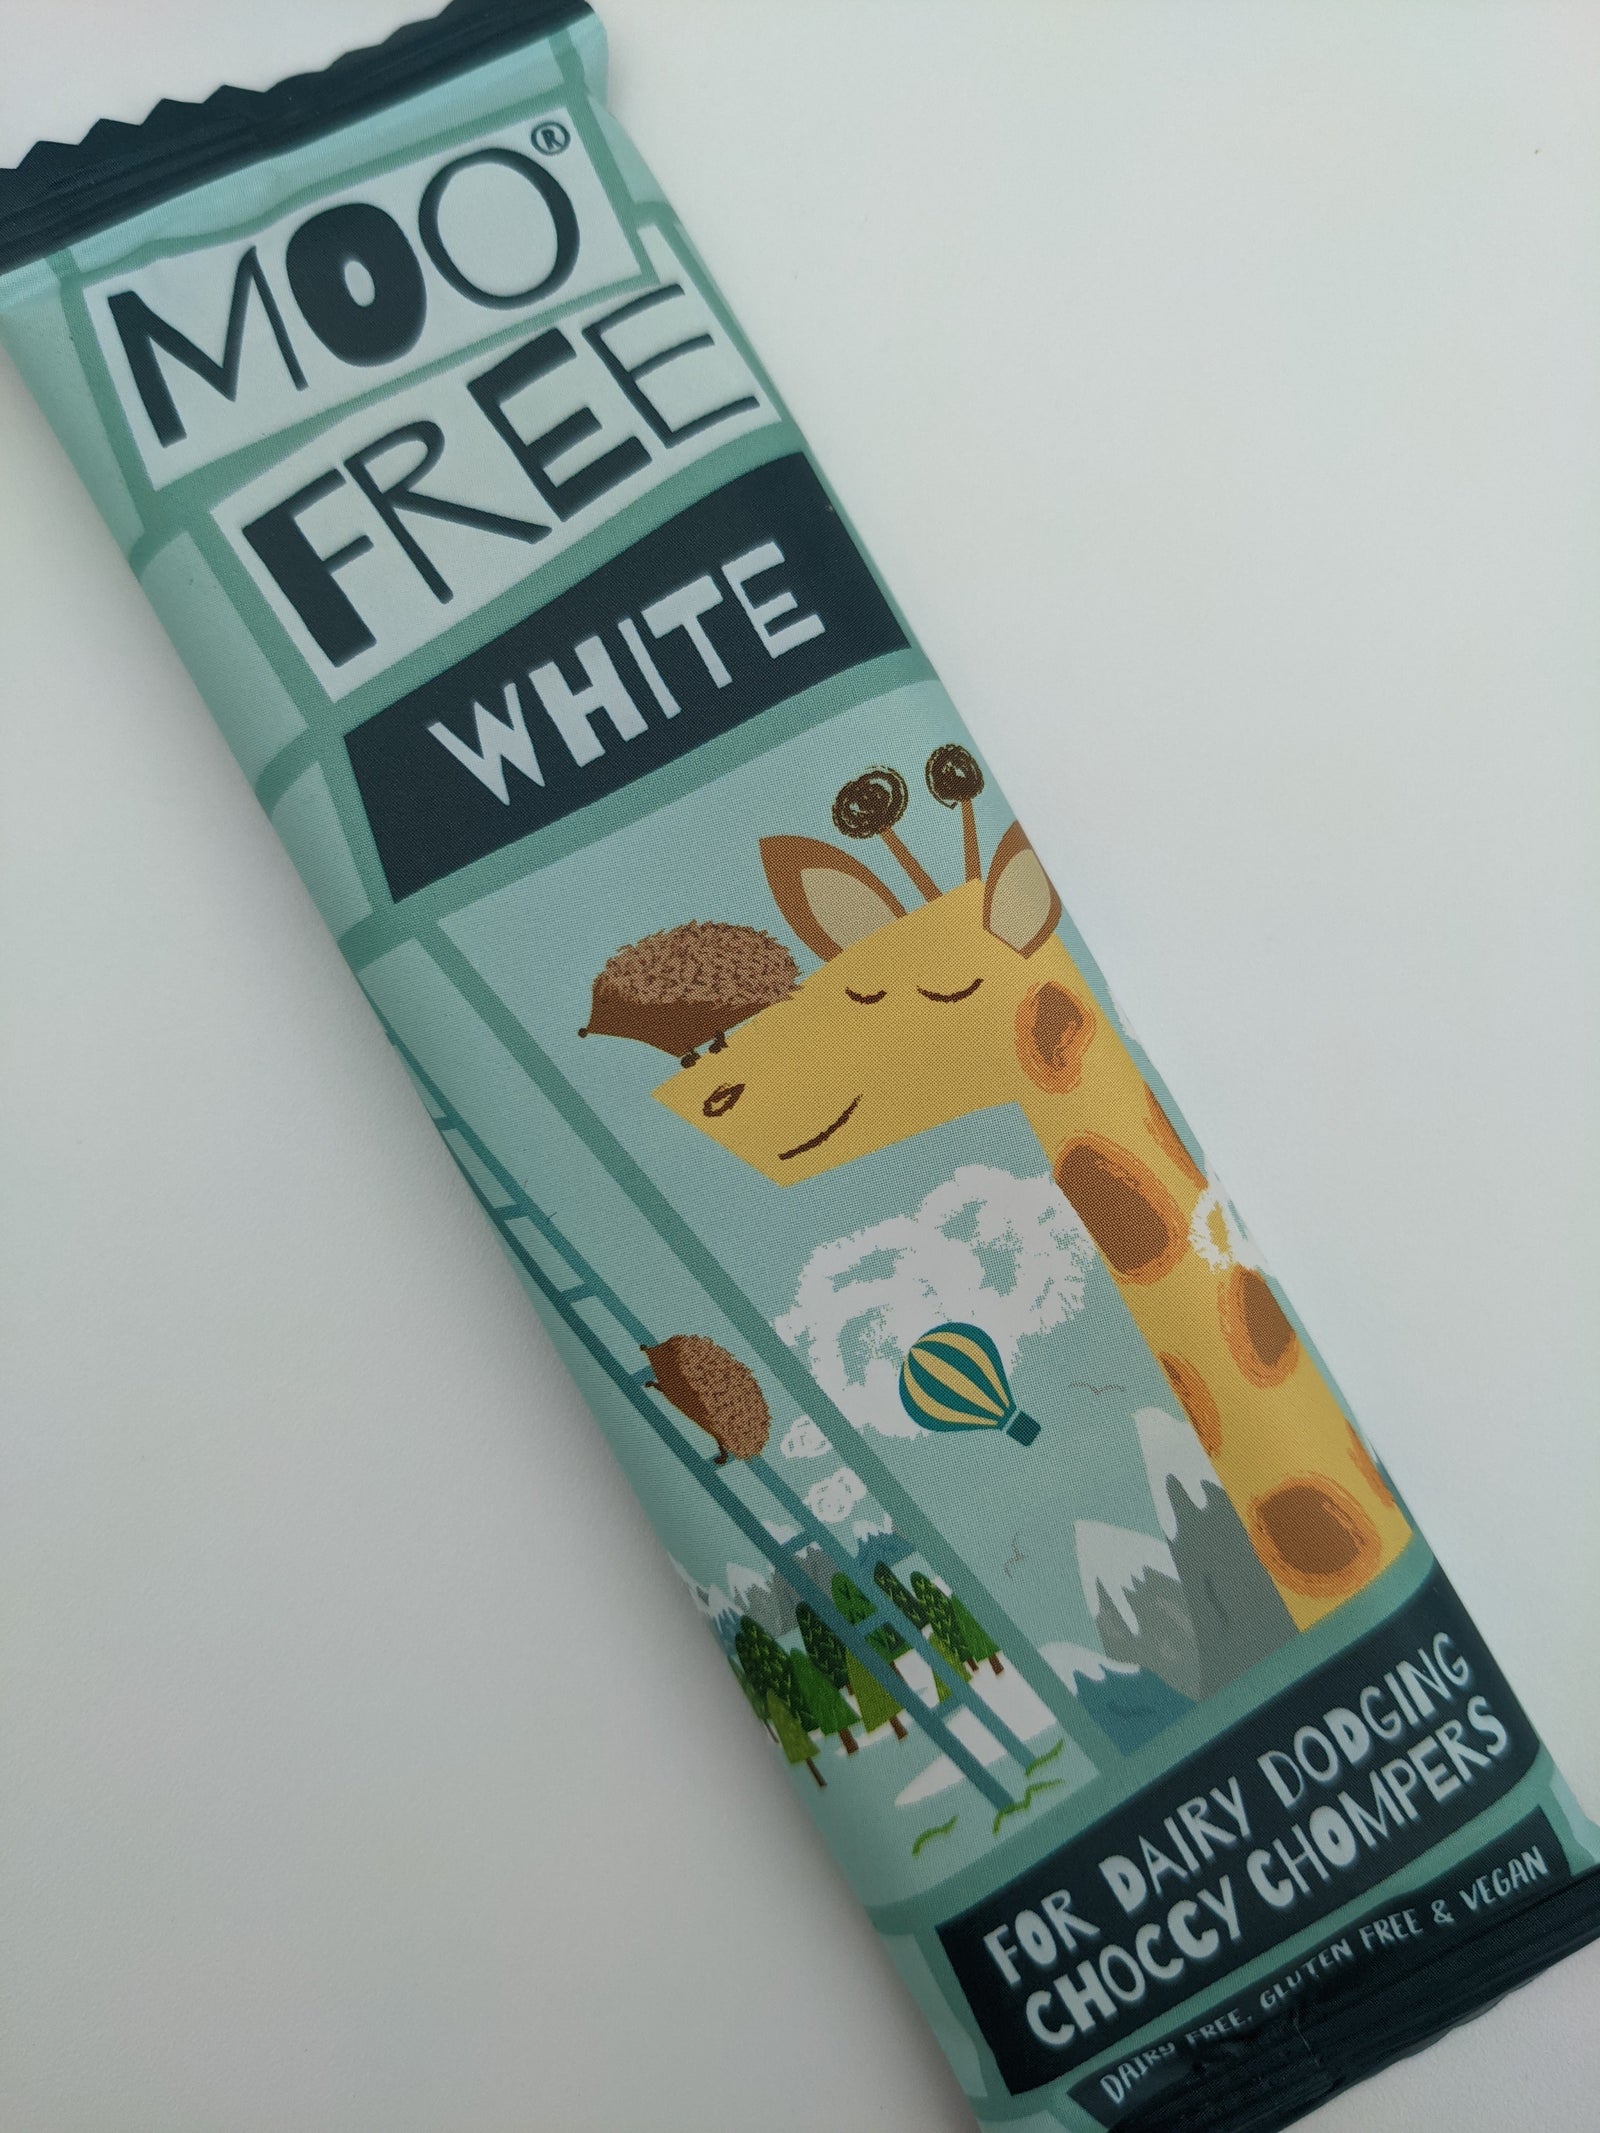 MOO®
FREE
WHITE
FOR DAIRY DODGING
CHOCCY CHOMPERS
DAIRY FREE, GLUTEN FREE & VEGAN